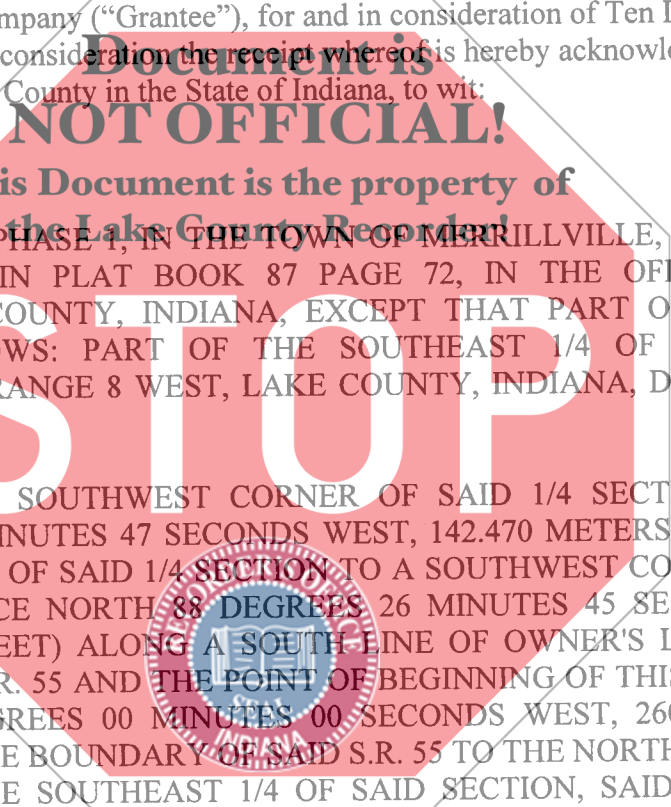 mpany (“Grantee”), for and in consideration of Ten
consideration the receipt whereof is hereby acknowl
Document is
County in the State of Indiana, to wit:
NOT OFFICIAL!
is Document is the property of
the Lake County Recorder!
PHASE 1, IN THE TOWN OF MERRILLVILLE,
IN PLAT BOOK 87 PAGE 72, IN THE OF
COUNTY, INDIANA, EXCEPT THAT PART O
WS: PART OF THE SOUTHEAST 1/4 OF
RANGE 8 WEST, LAKE COUNTY, INDIANA, D
STOP
SOUTHWEST CORNER OF SAID 1/4 SECT
INUTES 47 SECONDS WEST, 142.470 METERS
OF SAID 1/4 SECTION TO A SOUTHWEST CO
CE NORTH 88 DEGREES 26 MINUTES 45 SE
EET) ALONG A SOUTH LINE OF OWNER'S L
R. 55 AND THE POINT OF BEGINNING OF THI
GREES 00 MINUTES 00 SECONDS WEST, 26
E BOUNDARY OF SAID S.R. 55 TO THE NORTH
INDIANA
E SOUTHEAST 1/4 OF SAID SECTION, SAID